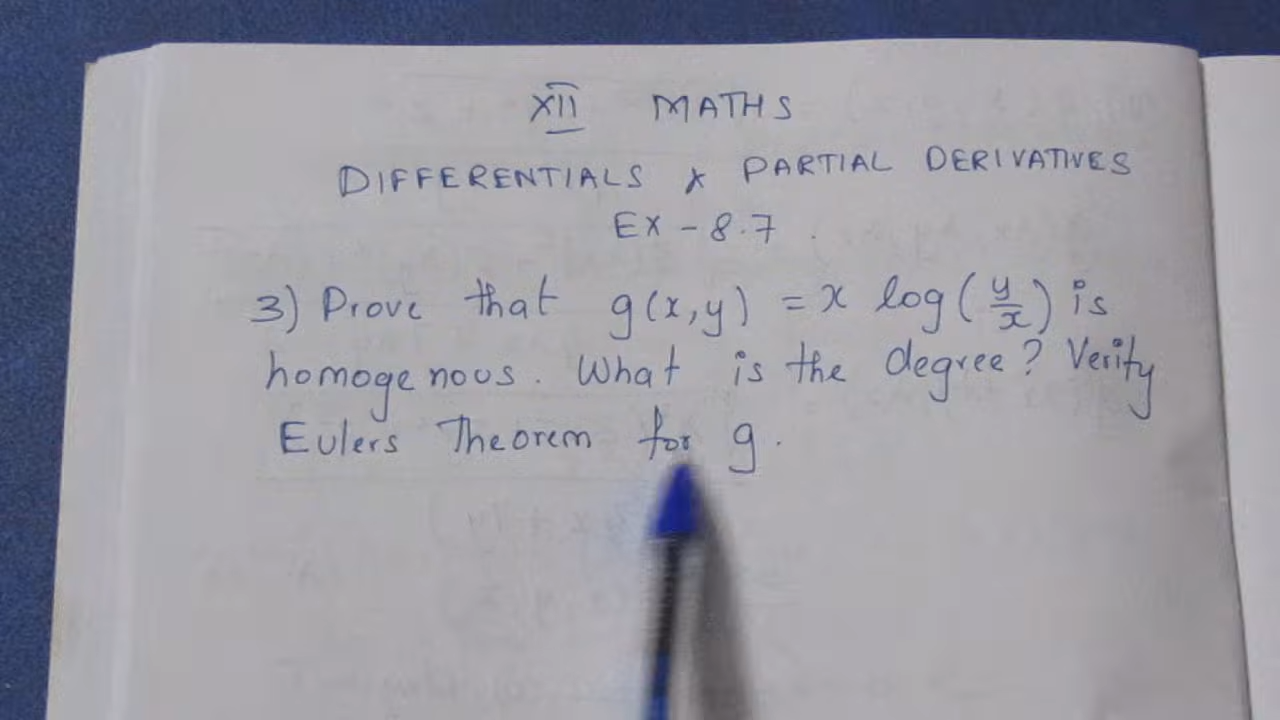 XII MATHS
DIFFERENTIALS & PARTIAL DERIVATIVES
EX - 8.7
3) Prove that g(x,y) = x log(y/x) is
homogenous. What is the degree? Verify
Eulers Theorem for g.